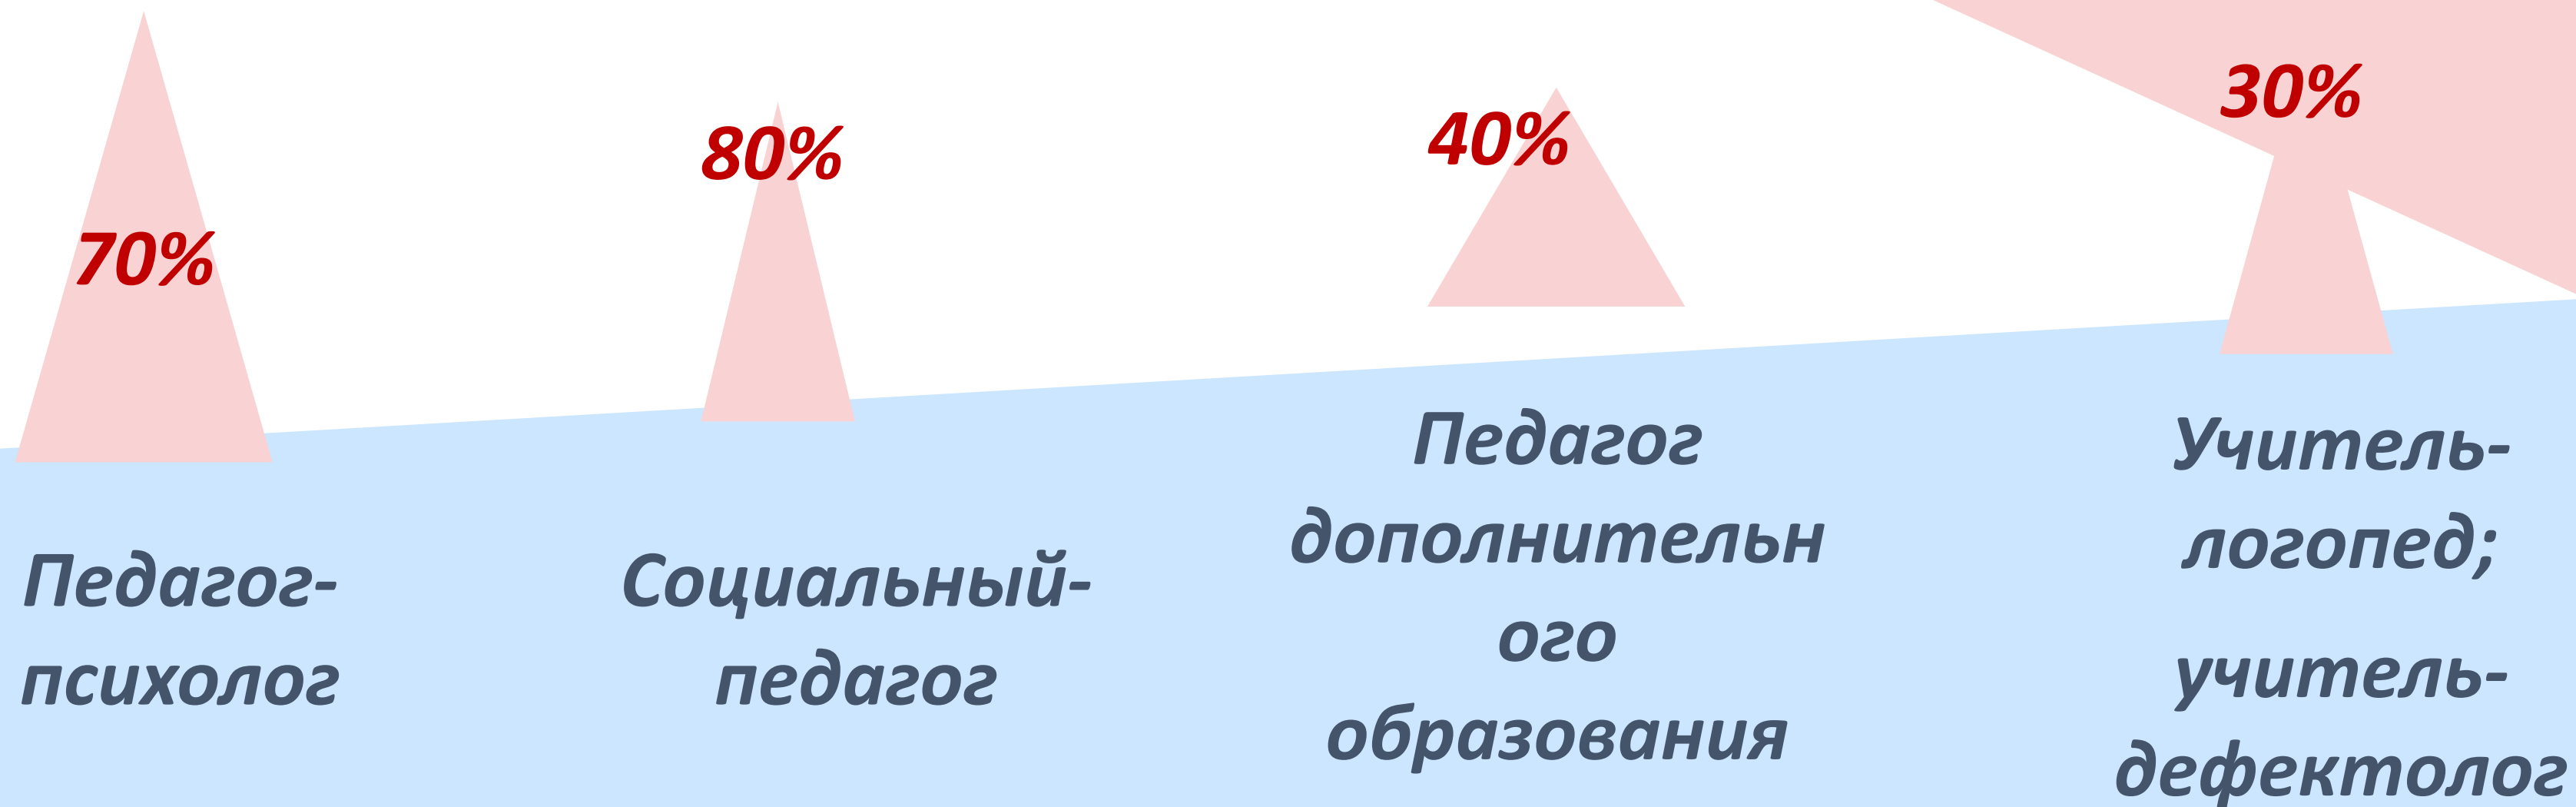 70%
80%
40%
30%
Педагог-
психолог
Социальный-
педагог
Педагог
дополнительн
ого
образования
Учитель-
логопед;
учитель-
дефектолог